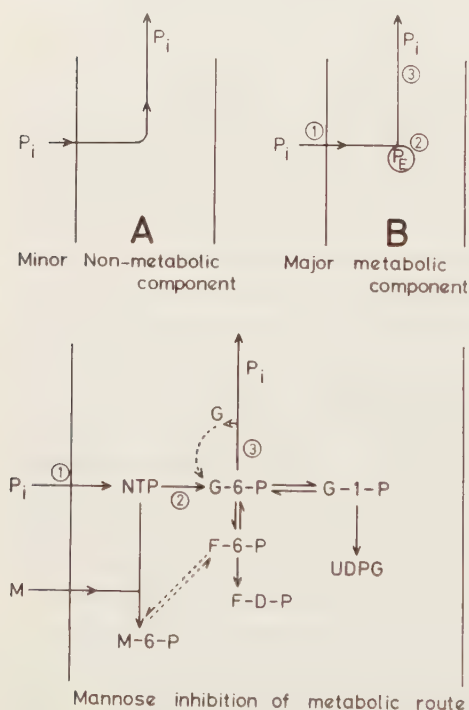 Pi
Pi
A
Minor Non-metabolic
component
Pi
③
Pi ① PE ②
B
Major metabolic
component
Pi
G
③
Pi ① NTP ② G-6-P G-1-P
F-6-P UDPG
M F-D-P
M-6-P
Mannose inhibition of metabolic route